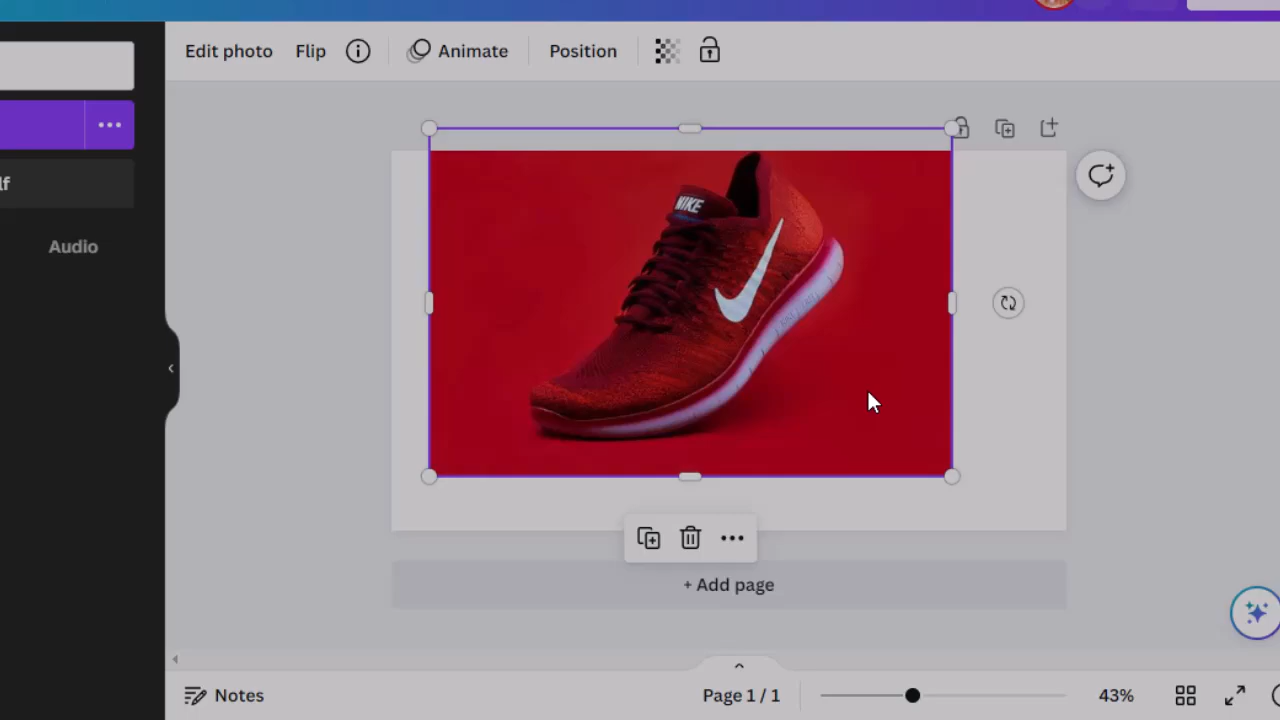 Edit photo
Flip
Animate
Position
lf
Audio
NIKE
+ Add page
Notes
Page 1 / 1
43%